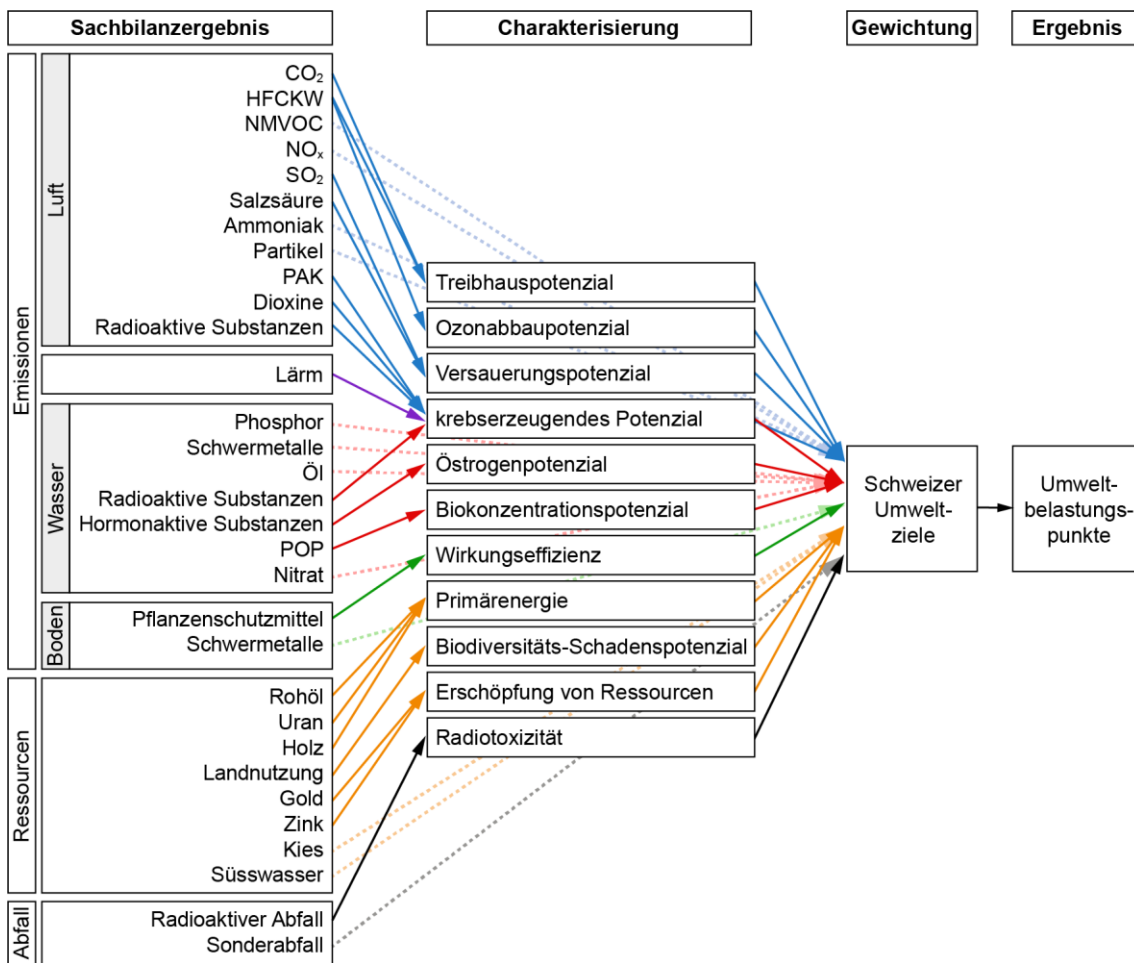 Sachbilanzergebnis
Charakterisierung
Gewichtung
Ergebnis
Emissionen
Luft
CO₂
HFCKW
NMVOC
NOₓ
SO₂
Salzsäure
Ammoniak
Partikel
PAK
Dioxine
Radioaktive Substanzen
Lärm
Wasser
Phosphor
Schwermetalle
Öl
Radioaktive Substanzen
Hormonaktive Substanzen
POP
Nitrat
Boden
Pflanzenschutzmittel
Schwermetalle
Ressourcen
Rohöl
Uran
Holz
Landnutzung
Gold
Zink
Kies
Süsswasser
Abfall
Radioaktiver Abfall
Sonderabfall
Treibhauspotenzial
Ozonabbaupotenzial
Versauerungspotenzial
krebserzeugendes Potenzial
Östrogenpotenzial
Biokonzentrationspotenzial
Wirkungseffizienz
Primärenergie
Biodiversitäts-Schadenspotenzial
Erschöpfung von Ressourcen
Radiotoxizität
Schweizer
Umwelt-
ziele
Umwelt-
belastungs-
punkte